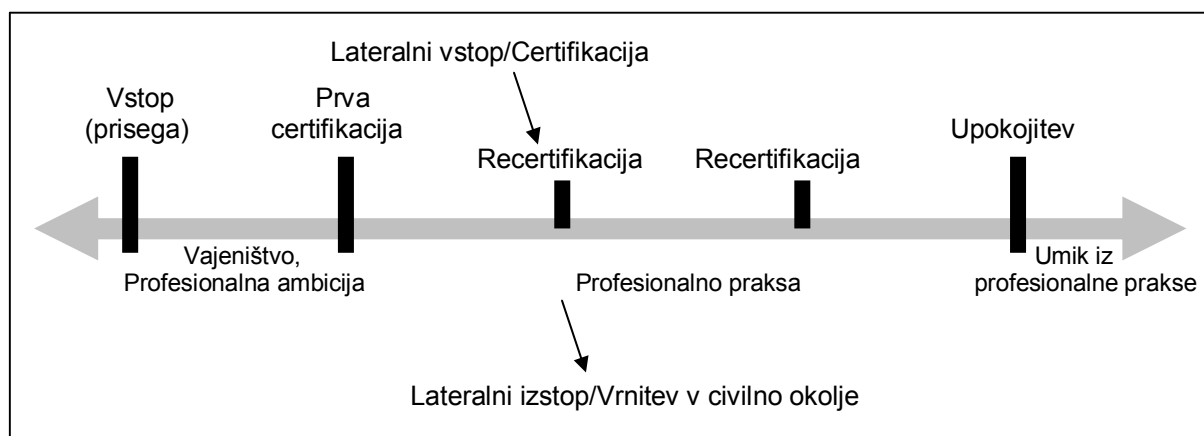 Lateralni vstop/Certifikacija
Vstop
(prisega)
Prva
certifikacija
Recertifikacija
Recertifikacija
Upokojitev
Vajeništvo,
Profesionalna ambicija
Profesionalno praksa
Umik iz
profesionalne prakse
Lateralni izstop/Vrnitev v civilno okolje